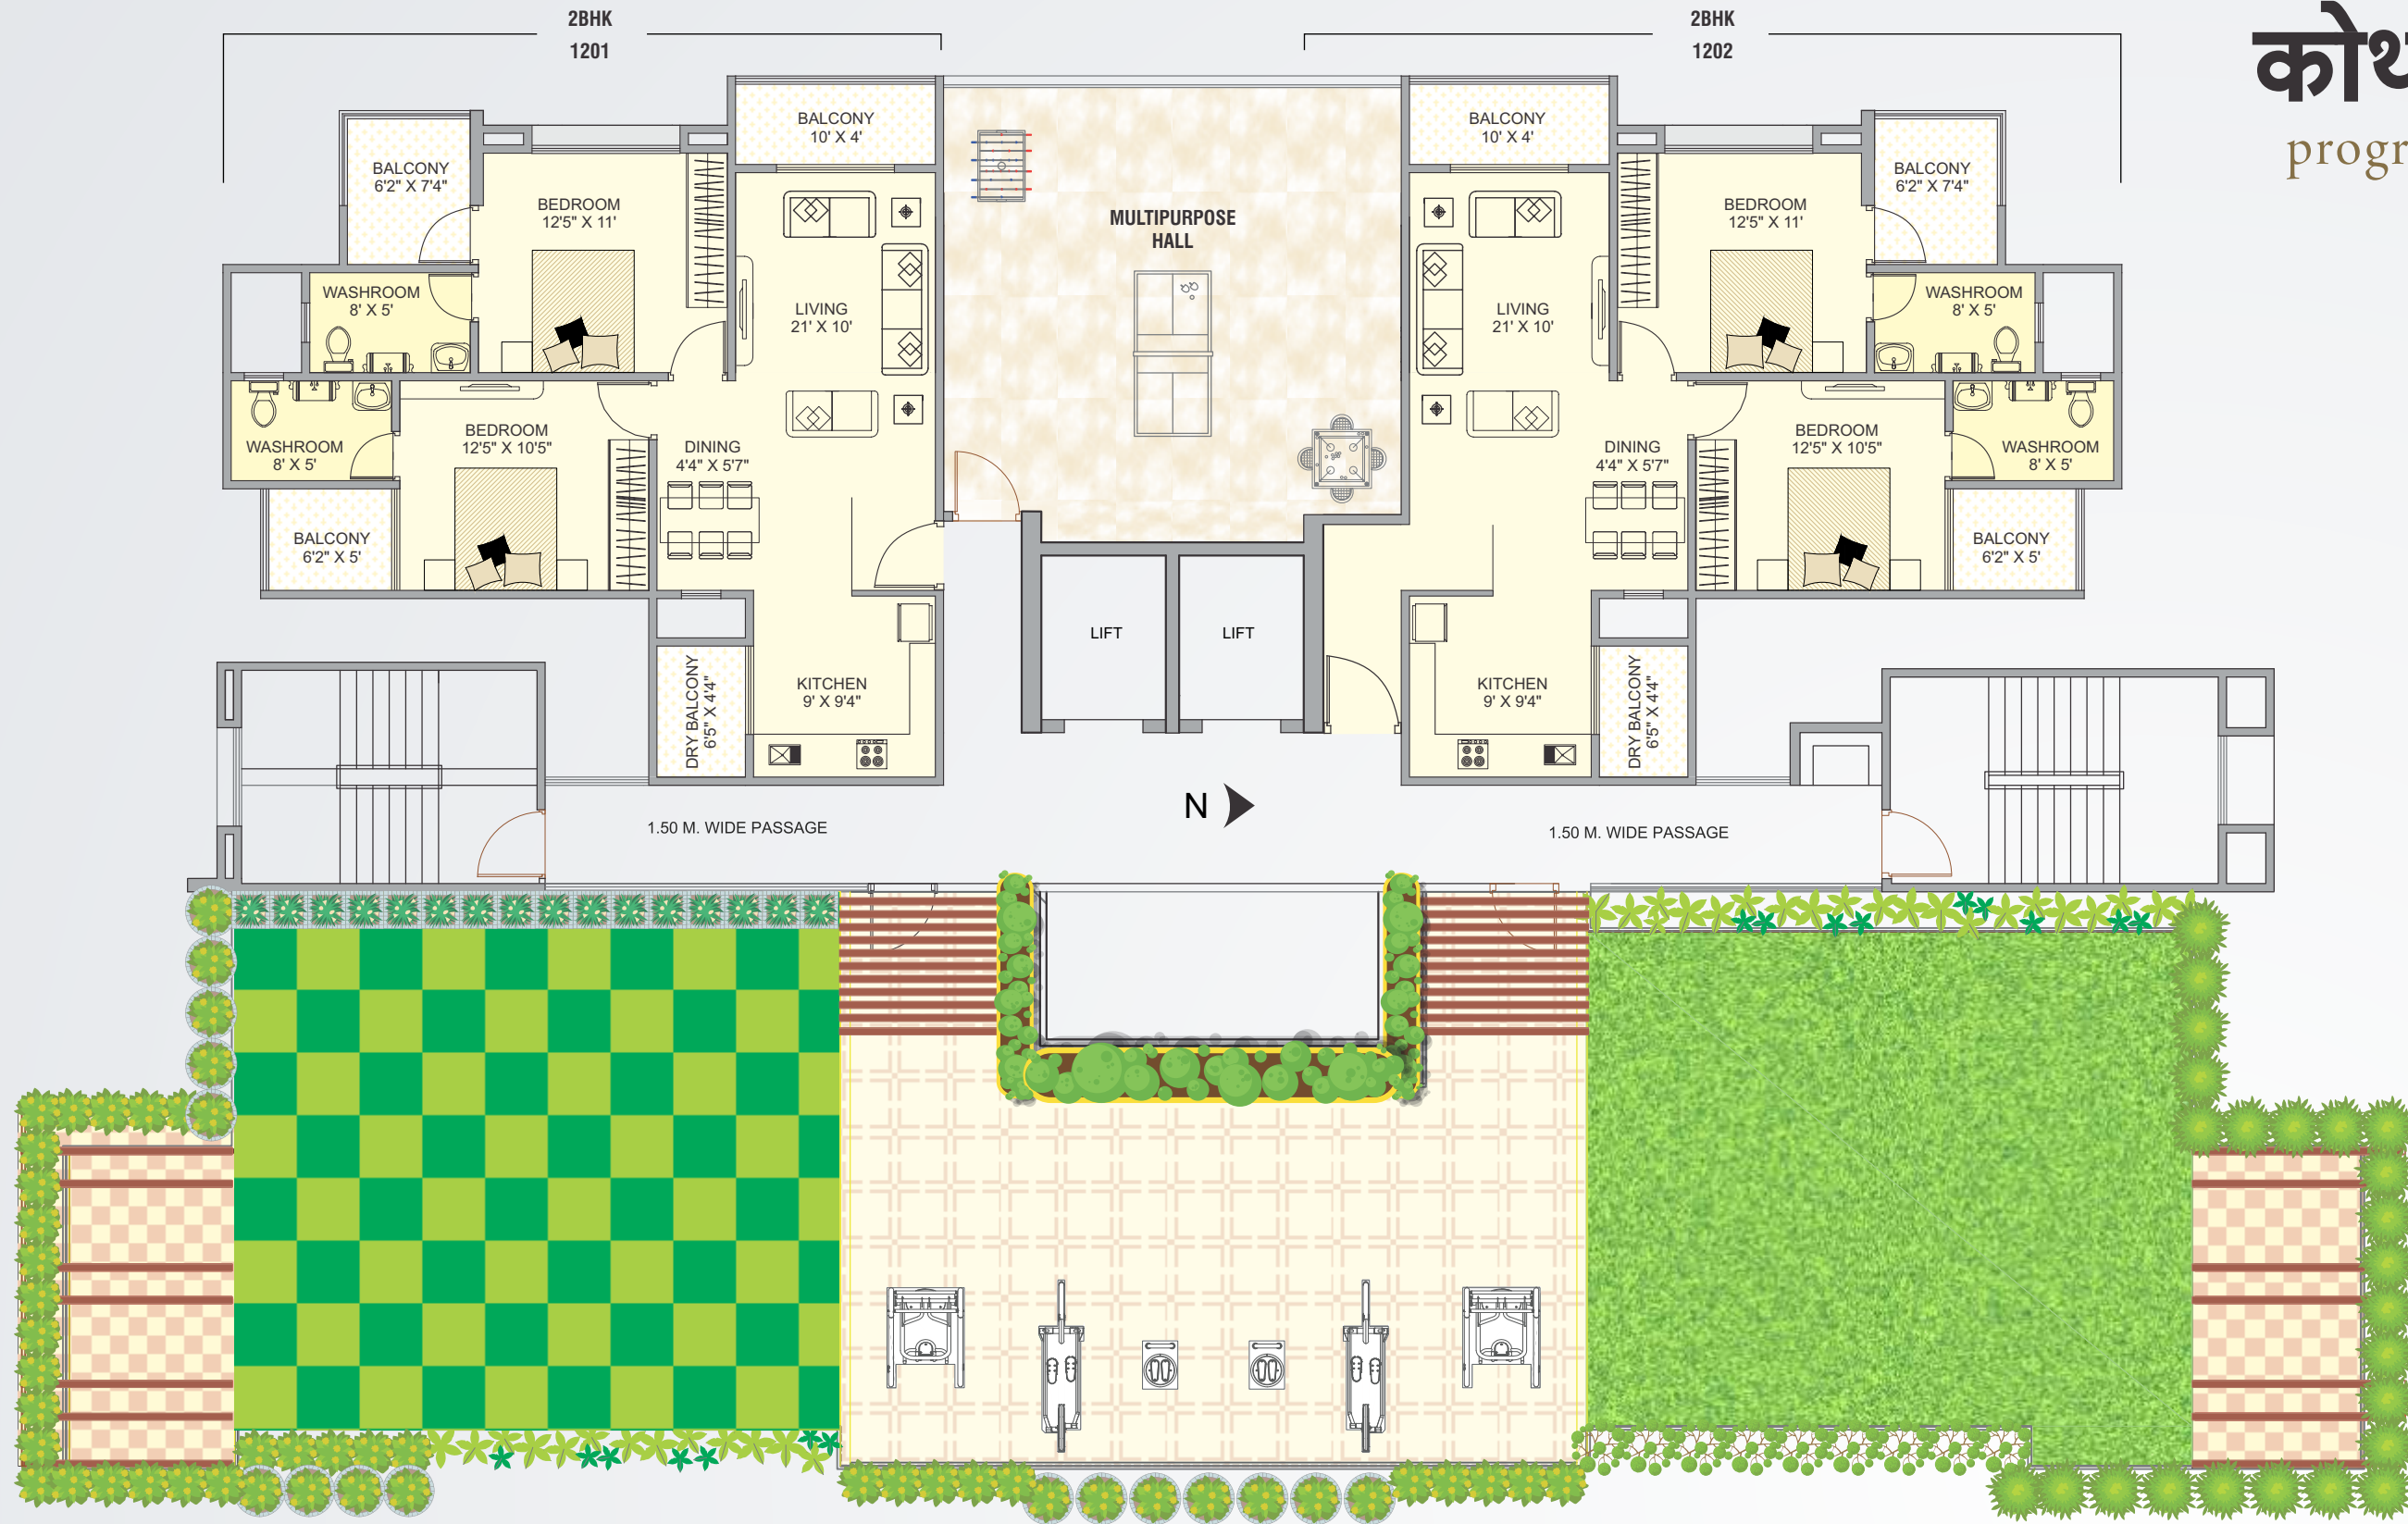 2BHK
1201
2BHK
1202
BALCONY
6'2" X 7'4"
BEDROOM
12'5" X 11'
BALCONY
10' X 4'
WASHROOM
8' X 5'
LIVING
21' X 10'
WASHROOM
8' X 5'
BEDROOM
12'5" X 10'5"
DINING
4'4" X 5'7"
BALCONY
6'2" X 5'
DRY BALCONY
6'5" X 4'4"
KITCHEN
9' X 9'4"
MULTIPURPOSE
HALL
LIFT
LIFT
BALCONY
10' X 4'
BEDROOM
12'5" X 11'
BALCONY
6'2" X 7'4"
LIVING
21' X 10'
WASHROOM
8' X 5'
DINING
4'4" X 5'7"
BEDROOM
12'5" X 10'5"
WASHROOM
8' X 5'
BALCONY
6'2" X 5'
KITCHEN
9' X 9'4"
DRY BALCONY
6'5" X 4'4"
N
1.50 M. WIDE PASSAGE
1.50 M. WIDE PASSAGE
progr